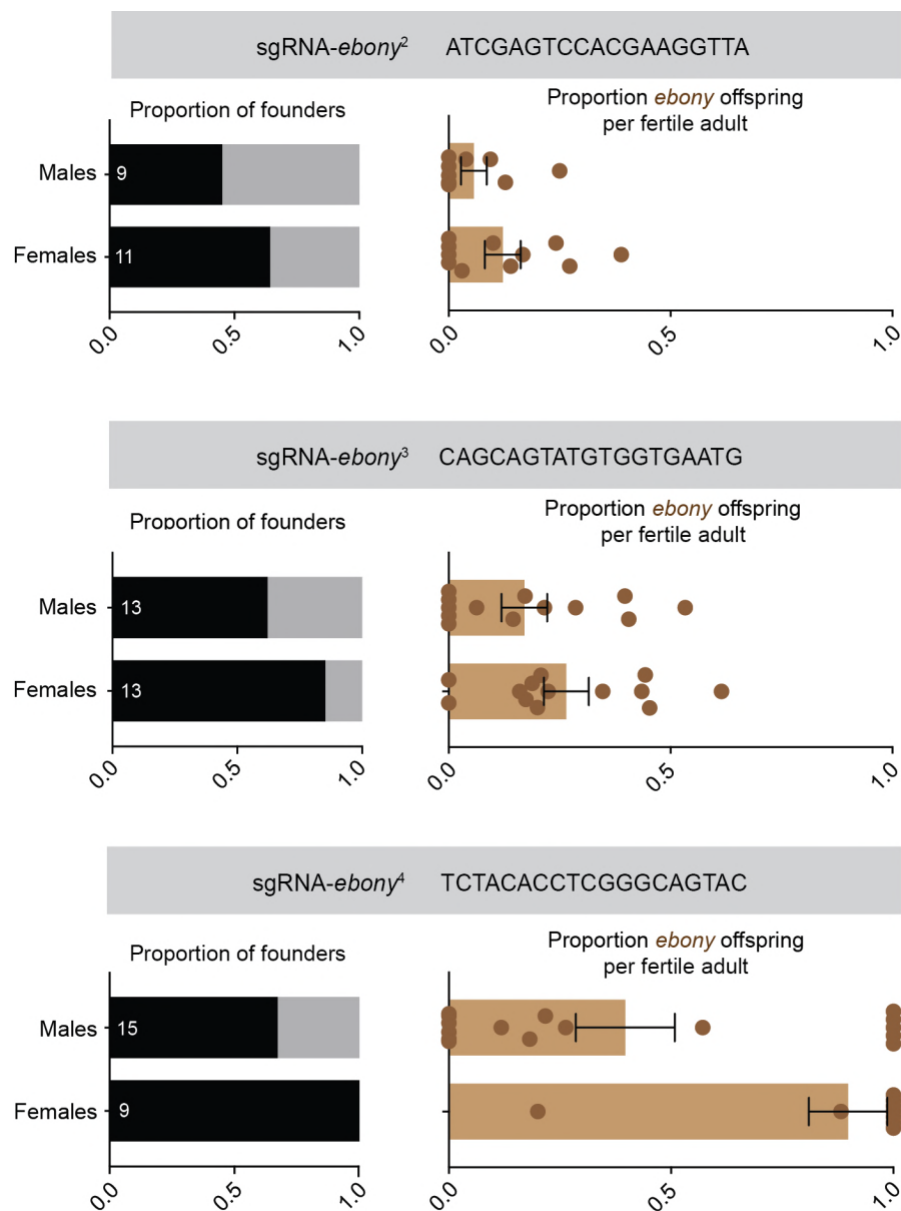 sgRNA-ebony² ATCGAGTCCACGAAGGTTA
Proportion of founders
Proportion ebony offspring
per fertile adult
Males
9
Females
11
0.0
0.5
1.0
0.0
0.5
1.0
sgRNA-ebony³ CAGCAGTATGTGGTGAATG
Proportion of founders
Proportion ebony offspring
per fertile adult
Males
13
Females
13
0.0
0.5
1.0
0.0
0.5
1.0
sgRNA-ebony⁴ TCTACACCTCGGGCAGTAC
Proportion of founders
Proportion ebony offspring
per fertile adult
Males
15
Females
9
0.0
0.5
1.0
0.0
0.5
1.0